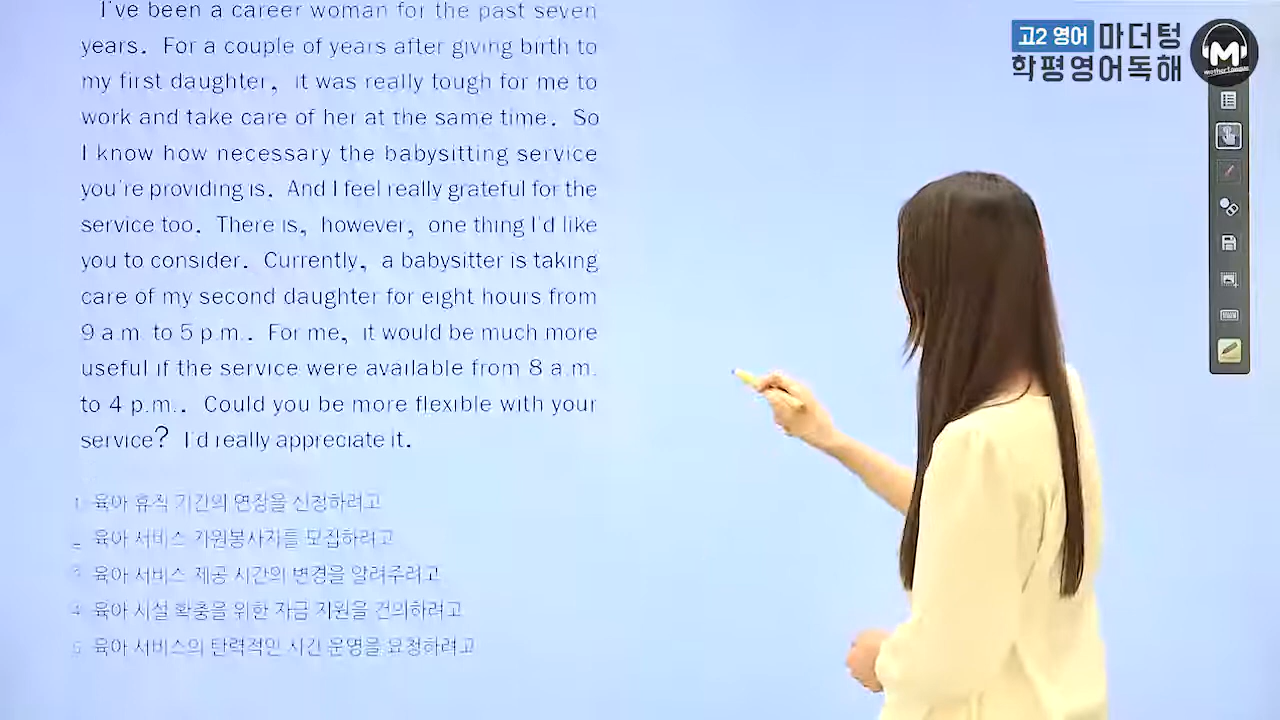 I've been a career woman for the past seven
years. For a couple of years after giving birth to
my first daughter, it was really tough for me to
work and take care of her at the same time. So
I know how necessary the babysitting service
you're providing is. And I feel really grateful for the
service too. There is, however, one thing I'd like
you to consider. Currently, a babysitter is taking
care of my second daughter for eight hours from
9 a.m. to 5 p.m.. For me, it would be much more
useful if the service were available from 8 a.m.
to 4 p.m.. Could you be more flexible with your
service? I'd really appreciate it.
1 육아 휴직 기간의 연장을 신청하려고
2 육아 서비스 자원봉사자를 모집하려고
3 육아 서비스 제공 시간의 변경을 알려주려고
4 육아 시설 확충을 위한 자금 지원을 건의하려고
5 육아 서비스의 탄력적인 시간 운영을 요청하려고
고2 영어 마더텅
학평영어독해
M
mother tongue